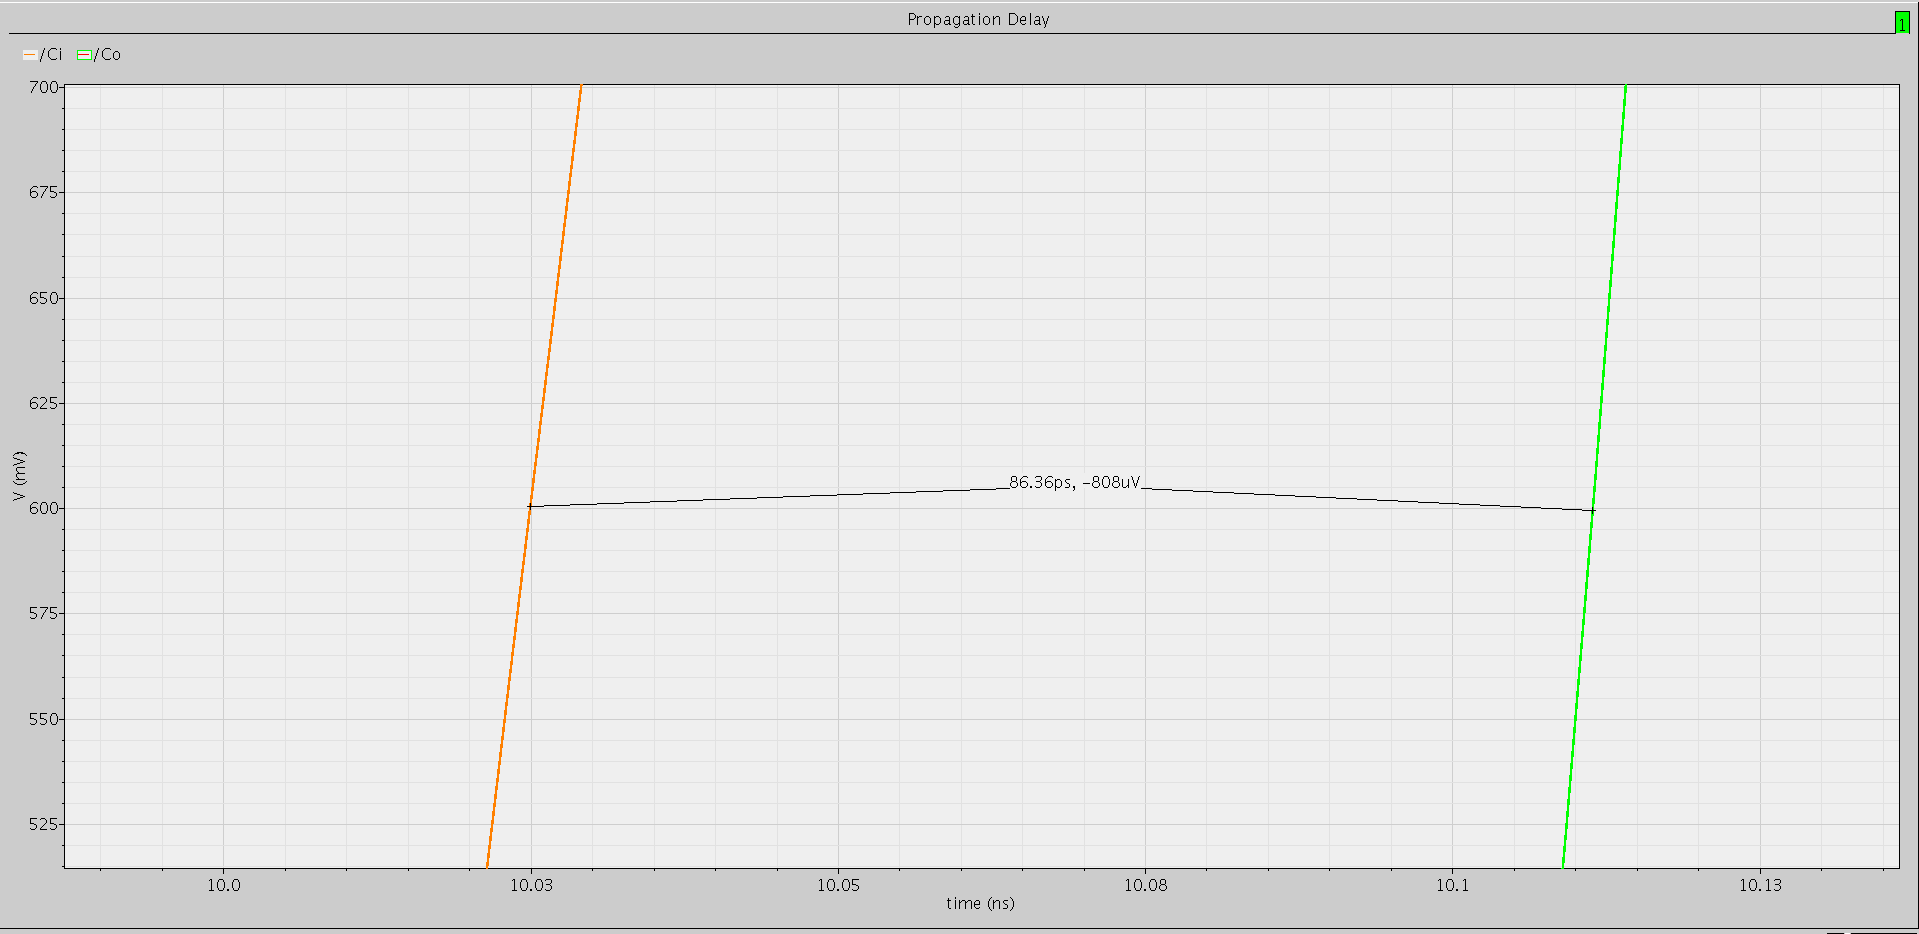 Propagation Delay
1
/Ci /Co
700
675
650
625
600
575
550
525
V (mV)
86.36ps, -808uV
10.0 10.03 10.05 10.08 10.1 10.13
time (ns)